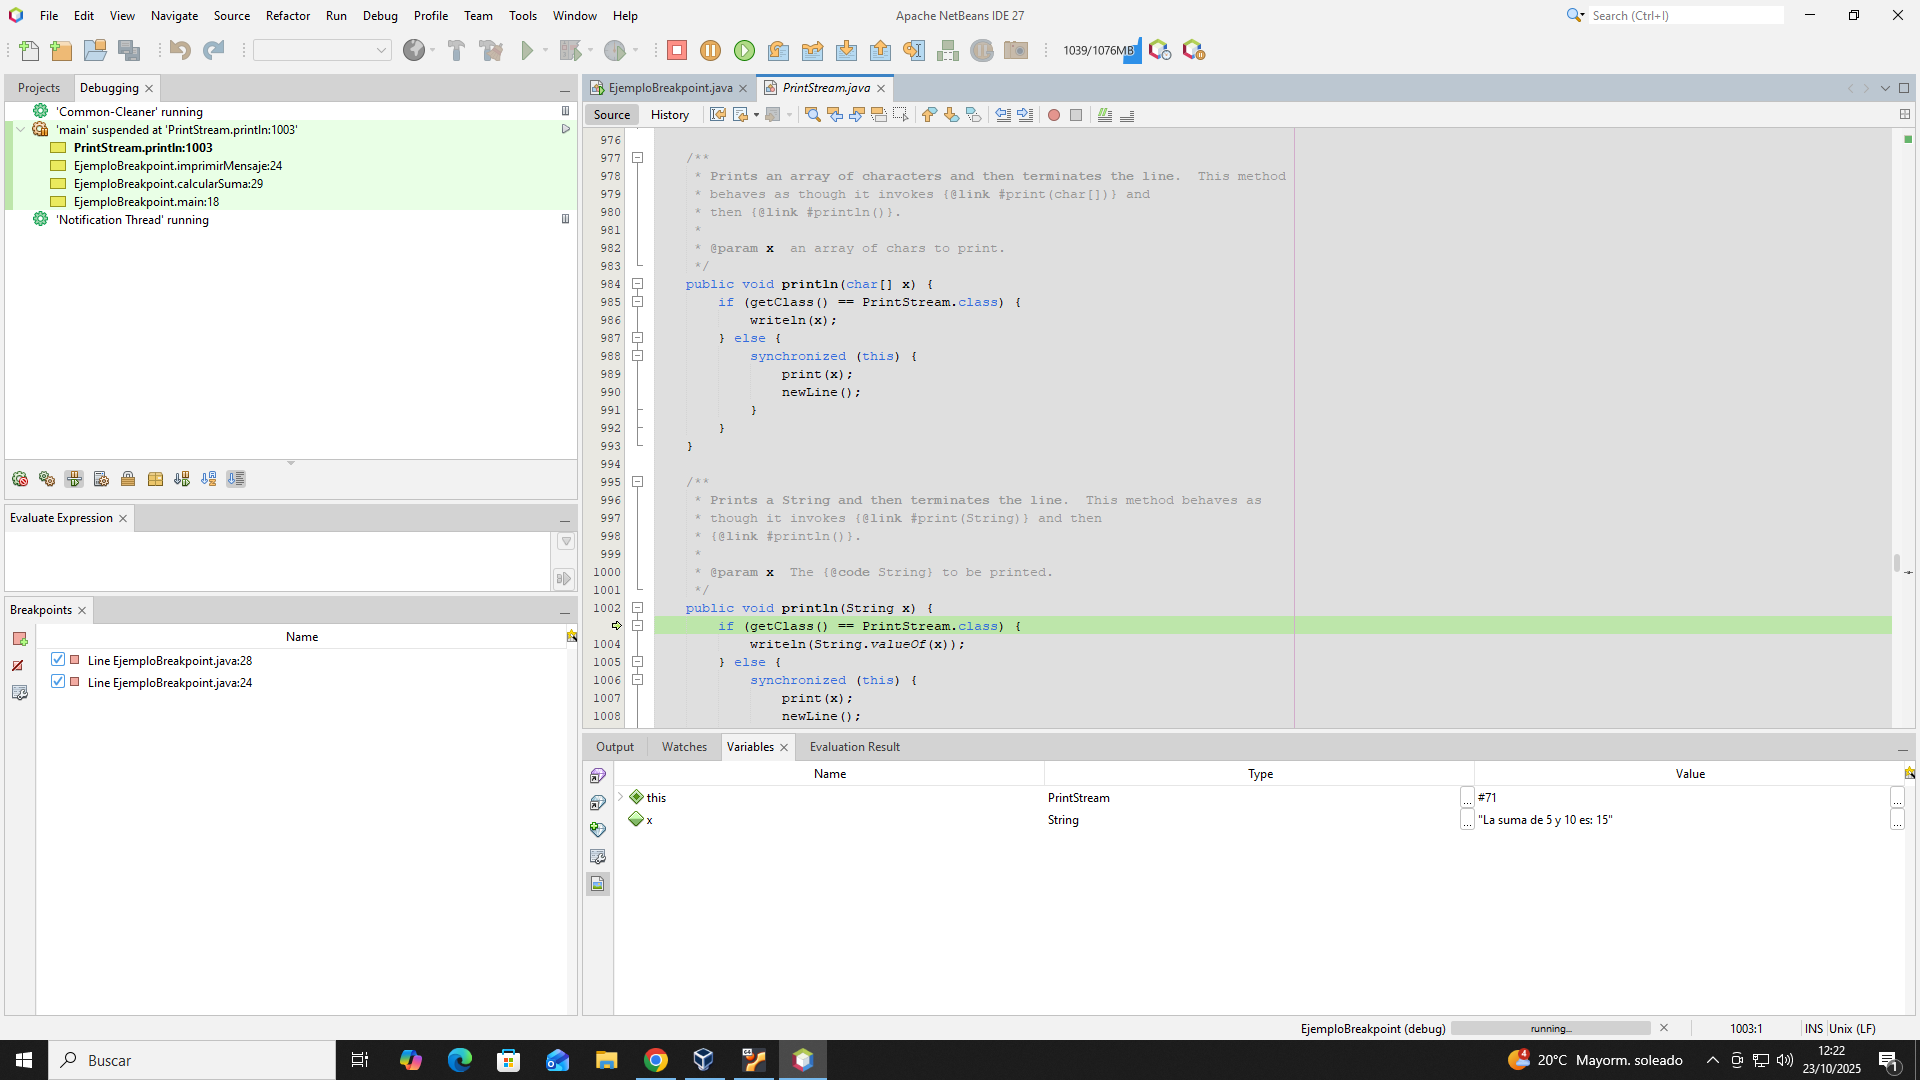 File Edit View Navigate Source Refactor Run Debug Profile Team Tools Window Help
Apache NetBeans IDE 27
Search (Ctrl+I)
1039/1076MB
Projects Debugging
'Common-Cleaner' running
'main' suspended at 'PrintStream.println:1003'
PrintStream.println:1003
EjemploBreakpoint.imprimirMensaje:24
EjemploBreakpoint.calcularSuma:29
EjemploBreakpoint.main:18
'Notification Thread' running
Evaluate Expression
Breakpoints
Name
Line EjemploBreakpoint.java:28
Line EjemploBreakpoint.java:24
EjemploBreakpoint.java PrintStream.java
Source History
976
977 /**
978 * Prints an array of characters and then terminates the line.  This method
979 * behaves as though it invokes {@link #print(char[])} and
980 * then {@link #println()}.
981 *
982 * @param x  an array of chars to print.
983 */
984 public void println(char[] x) {
985 if (getClass() == PrintStream.class) {
986 writeln(x);
987 } else {
988 synchronized (this) {
989 print(x);
990 newLine();
991 }
992 }
993 }
994
995 /**
996 * Prints a String and then terminates the line.  This method behaves as
997 * though it invokes {@link #print(String)} and then
998 * {@link #println()}.
999 *
1000 * @param x  The {@code String} to be printed.
1001 */
1002 public void println(String x) {
if (getClass() == PrintStream.class) {
1004 writeln(String.valueOf(x));
1005 } else {
1006 synchronized (this) {
1007 print(x);
1008 newLine();
Output Watches Variables Evaluation Result
Name Type Value
this PrintStream ... #71 ...
x String ... "La suma de 5 y 10 es: 15" ...
EjemploBreakpoint (debug) running... 1003:1 INS Unix (LF)
Buscar
64
4 20°C Mayorm. soleado
12:22
23/10/2025
1